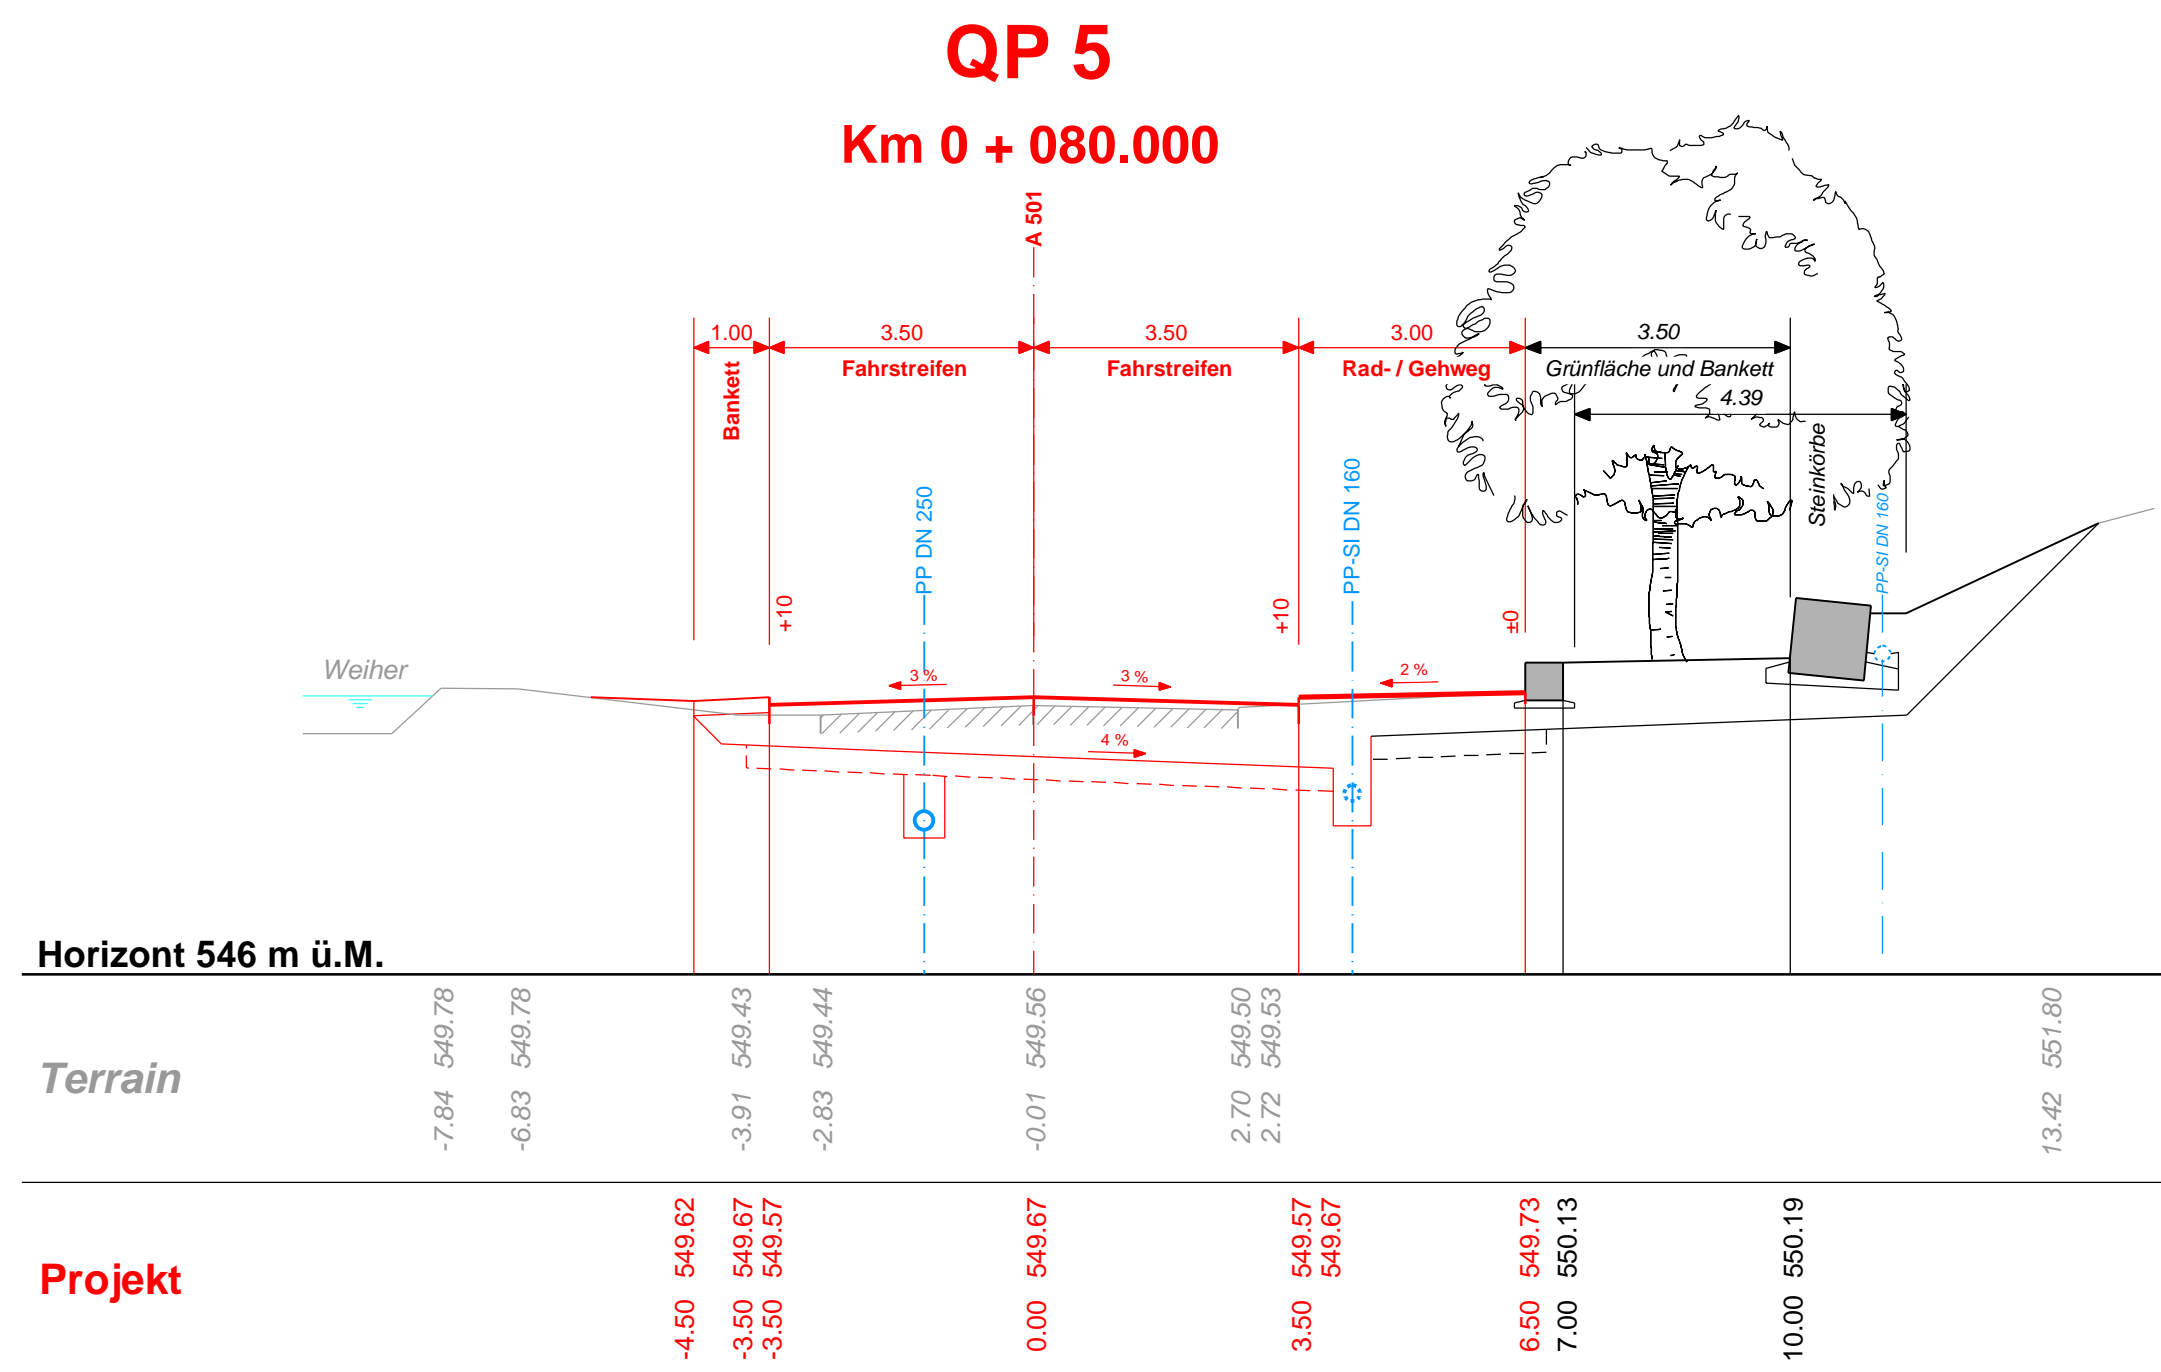 QP 5
Km 0 + 080.000
A 501
1.00
3.50
3.50
3.00
3.50
Bankett
Fahrstreifen
Fahrstreifen
Rad- / Gehweg
Grünfläche und Bankett
4.39
Steinkörbe
PP DN 250
PP-SI DN 160
PP-SI DN 160
+10
+10
±0
Weiher
3 %
3 %
2 %
4 %
Horizont 546 m ü.M.
Terrain
-7.84 549.78
-6.83 549.78
-3.91 549.43
-2.83 549.44
-0.01 549.56
2.70 549.50
2.72 549.53
13.42 551.80
Projekt
-4.50 549.62
-3.50 549.67
-3.50 549.57
0.00 549.67
3.50 549.57
549.67
6.50 549.73
7.00 550.13
10.00 550.19